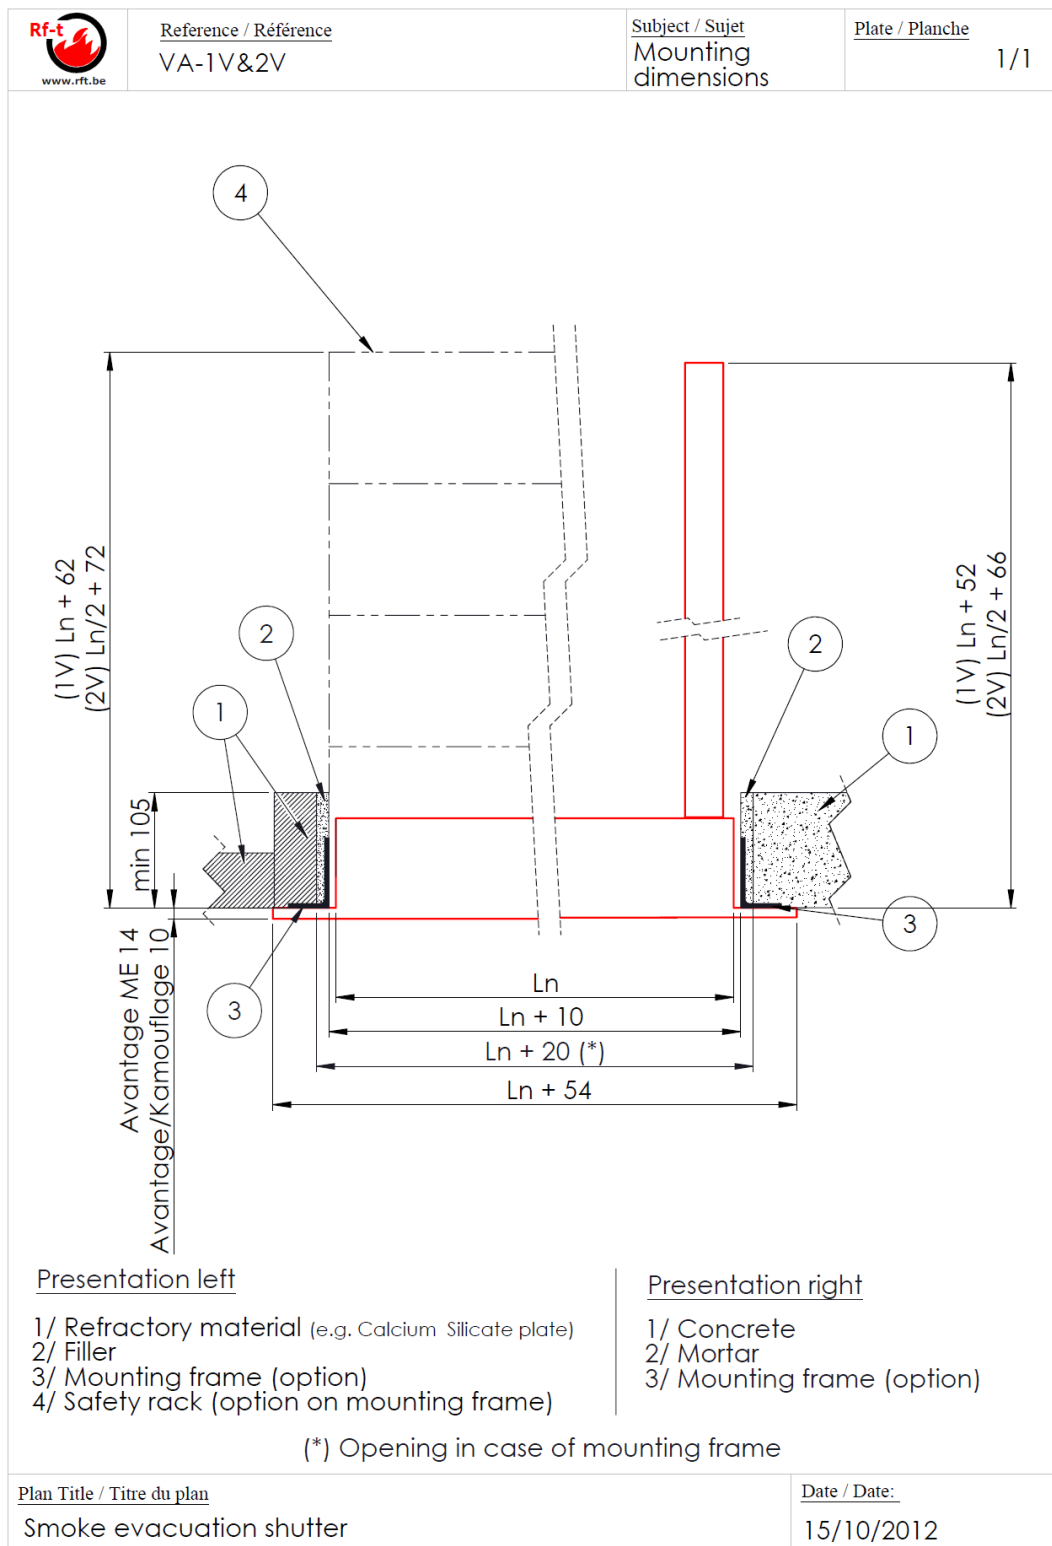 Rf-t
www.rft.be
Reference / Référence
VA-1V&2V
Subject / Sujet
Mounting
dimensions
Plate / Planche
1/1
4
(1V) Ln + 62
(2V) Ln/2 + 72
(1V) Ln + 52
(2V) Ln/2 + 66
2
2
1
1
min 105
3
3
Avantage ME 14
Avantage/Kamouflage 10
Ln
Ln + 10
Ln + 20 (*)
Ln + 54
Presentation left
1/ Refractory material (e.g. Calcium Silicate plate)
2/ Filler
3/ Mounting frame (option)
4/ Safety rack (option on mounting frame)
Presentation right
1/ Concrete
2/ Mortar
3/ Mounting frame (option)
(*) Opening in case of mounting frame
Plan Title / Titre du plan
Smoke evacuation shutter
Date / Date:
15/10/2012